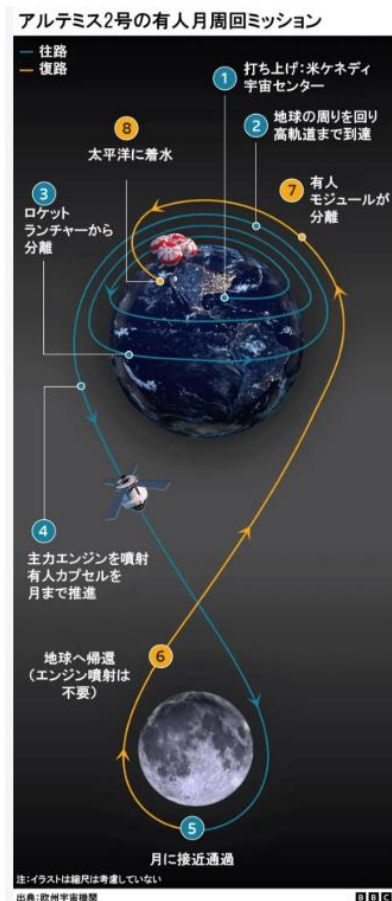 アルテミス2号の有人月周回ミッション
往路
復路
1
打ち上げ：米ケネディ
宇宙センター
2
地球の周りを回り
高軌道まで到達
8
太平洋に着水
7
有人
モジュールが
分離
3
ロケット
ランチャーから
分離
4
主力エンジンを噴射
有人カプセルを
月まで推進
6
地球へ帰還
（エンジン噴射は
不要）
5
月に接近通過
注：イラストは縮尺は考慮していない
出典：欧州宇宙機関
BBC